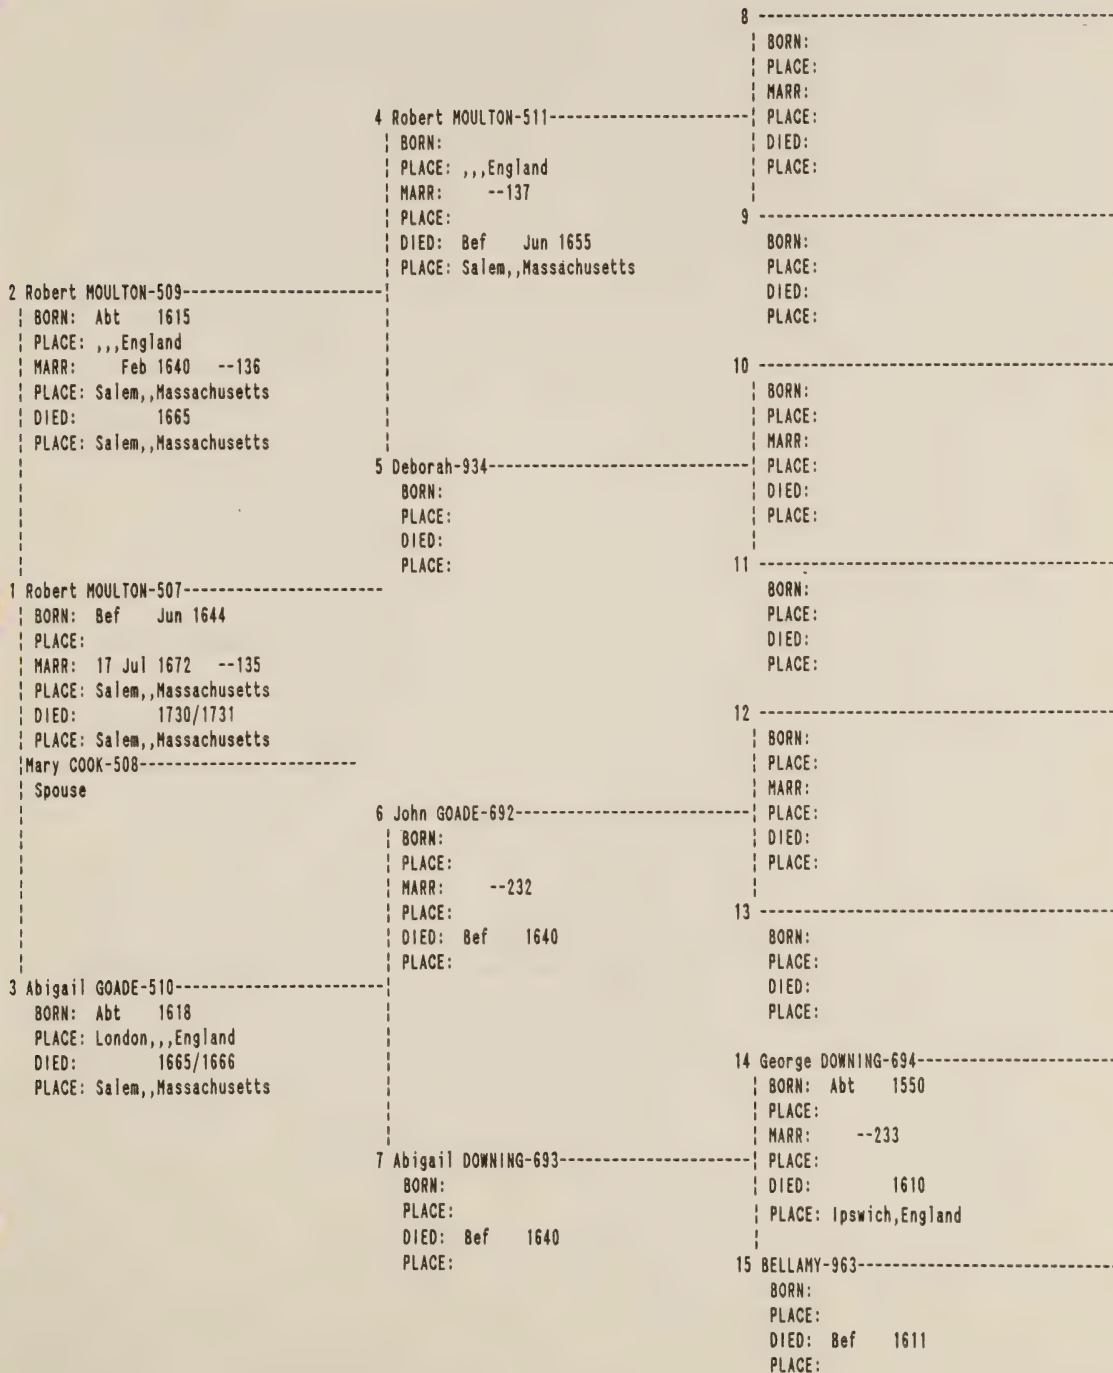 2 Robert MOULTON-509
BORN: Abt 1615
PLACE: ,,,England
MARR: Feb 1640 --136
PLACE: Salem,,Massachusetts
DIED: 1665
PLACE: Salem,,Massachusetts
1 Robert MOULTON-507
BORN: Bef Jun 1644
PLACE:
MARR: 17 Jul 1672 --135
PLACE: Salem,,Massachusetts
DIED: 1730/1731
PLACE: Salem,,Massachusetts
Mary COOK-508
Spouse
3 Abigail GOADE-510
BORN: Abt 1618
PLACE: London,,,England
DIED: 1665/1666
PLACE: Salem,,Massachusetts
4 Robert MOULTON-511
BORN:
PLACE: ,,,England
MARR: --137
PLACE:
DIED: Bef Jun 1655
PLACE: Salem,,Massachusetts
5 Deborah-934
BORN:
PLACE:
DIED:
PLACE:
6 John GOADE-692
BORN:
PLACE:
MARR: --232
PLACE:
DIED: Bef 1640
PLACE:
7 Abigail DOWNING-693
BORN:
PLACE:
DIED: Bef 1640
PLACE:
8
BORN:
PLACE:
MARR:
PLACE:
DIED:
PLACE:
9
BORN:
PLACE:
DIED:
PLACE:
10
BORN:
PLACE:
MARR:
PLACE:
DIED:
PLACE:
11
BORN:
PLACE:
DIED:
PLACE:
12
BORN:
PLACE:
MARR:
PLACE:
DIED:
PLACE:
13
BORN:
PLACE:
DIED:
PLACE:
14 George DOWNING-694
BORN: Abt 1550
PLACE:
MARR: --233
PLACE:
DIED: 1610
PLACE: Ipswich,England
15 BELLAMY-963
BORN:
PLACE:
DIED: Bef 1611
PLACE: